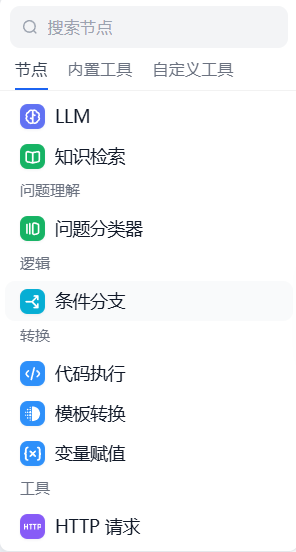 搜索节点
节点 内置工具 自定义工具
LLM
知识检索
问题理解
问题分类器
逻辑
条件分支
转换
代码执行
模板转换
变量赋值
工具
HTTP HTTP 请求